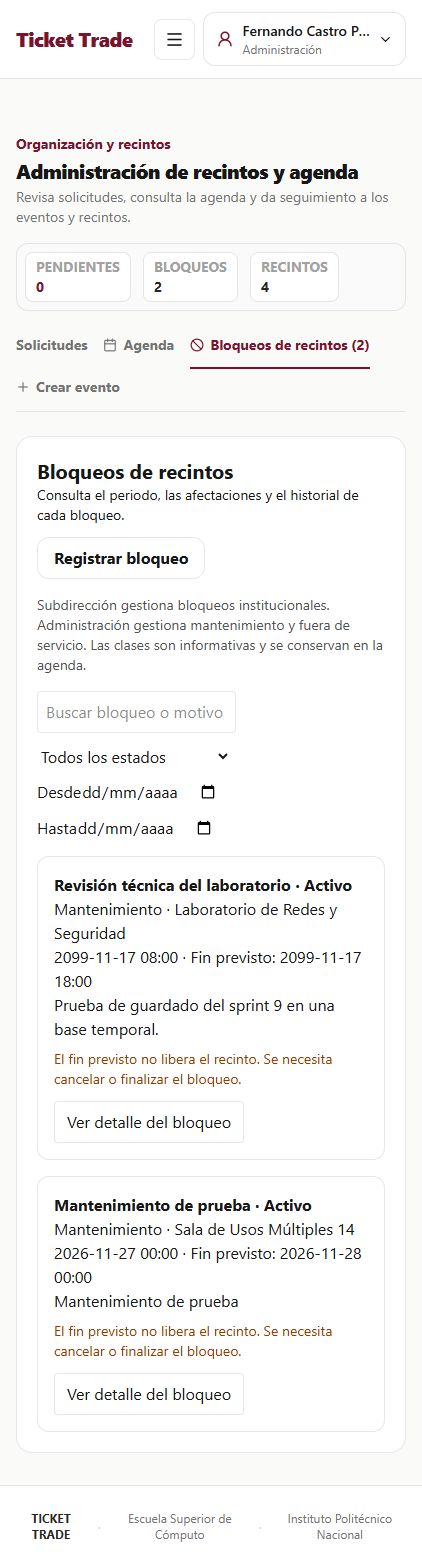 Ticket Trade
Fernando Castro P...
Administración
Organización y recintos
Administración de recintos y agenda
Revisa solicitudes, consulta la agenda y da seguimiento a los
eventos y recintos.
PENDIENTES
0
BLOQUEOS
2
RECINTOS
4
Solicitudes
Agenda
Bloqueos de recintos (2)
Crear evento
Bloqueos de recintos
Consulta el periodo, las afectaciones y el historial de
cada bloqueo.
Registrar bloqueo
Subdirección gestiona bloqueos institucionales.
Administración gestiona mantenimiento y fuera de
servicio. Las clases son informativas y se conservan en la
agenda.
Buscar bloqueo o motivo
Todos los estados
Desde dd/mm/aaaa
Hasta dd/mm/aaaa
Revisión técnica del laboratorio · Activo
Mantenimiento · Laboratorio de Redes y
Seguridad
2099-11-17 08:00 · Fin previsto: 2099-11-17
18:00
Prueba de guardado del sprint 9 en una
base temporal.
El fin previsto no libera el recinto. Se necesita
cancelar o finalizar el bloqueo.
Ver detalle del bloqueo
Mantenimiento de prueba · Activo
Mantenimiento · Sala de Usos Múltiples 14
2026-11-27 00:00 · Fin previsto: 2026-11-28
00:00
Mantenimiento de prueba
El fin previsto no libera el recinto. Se necesita
cancelar o finalizar el bloqueo.
Ver detalle del bloqueo
TICKET
TRADE
·
Escuela Superior de
Cómputo
·
Instituto Politécnico
Nacional